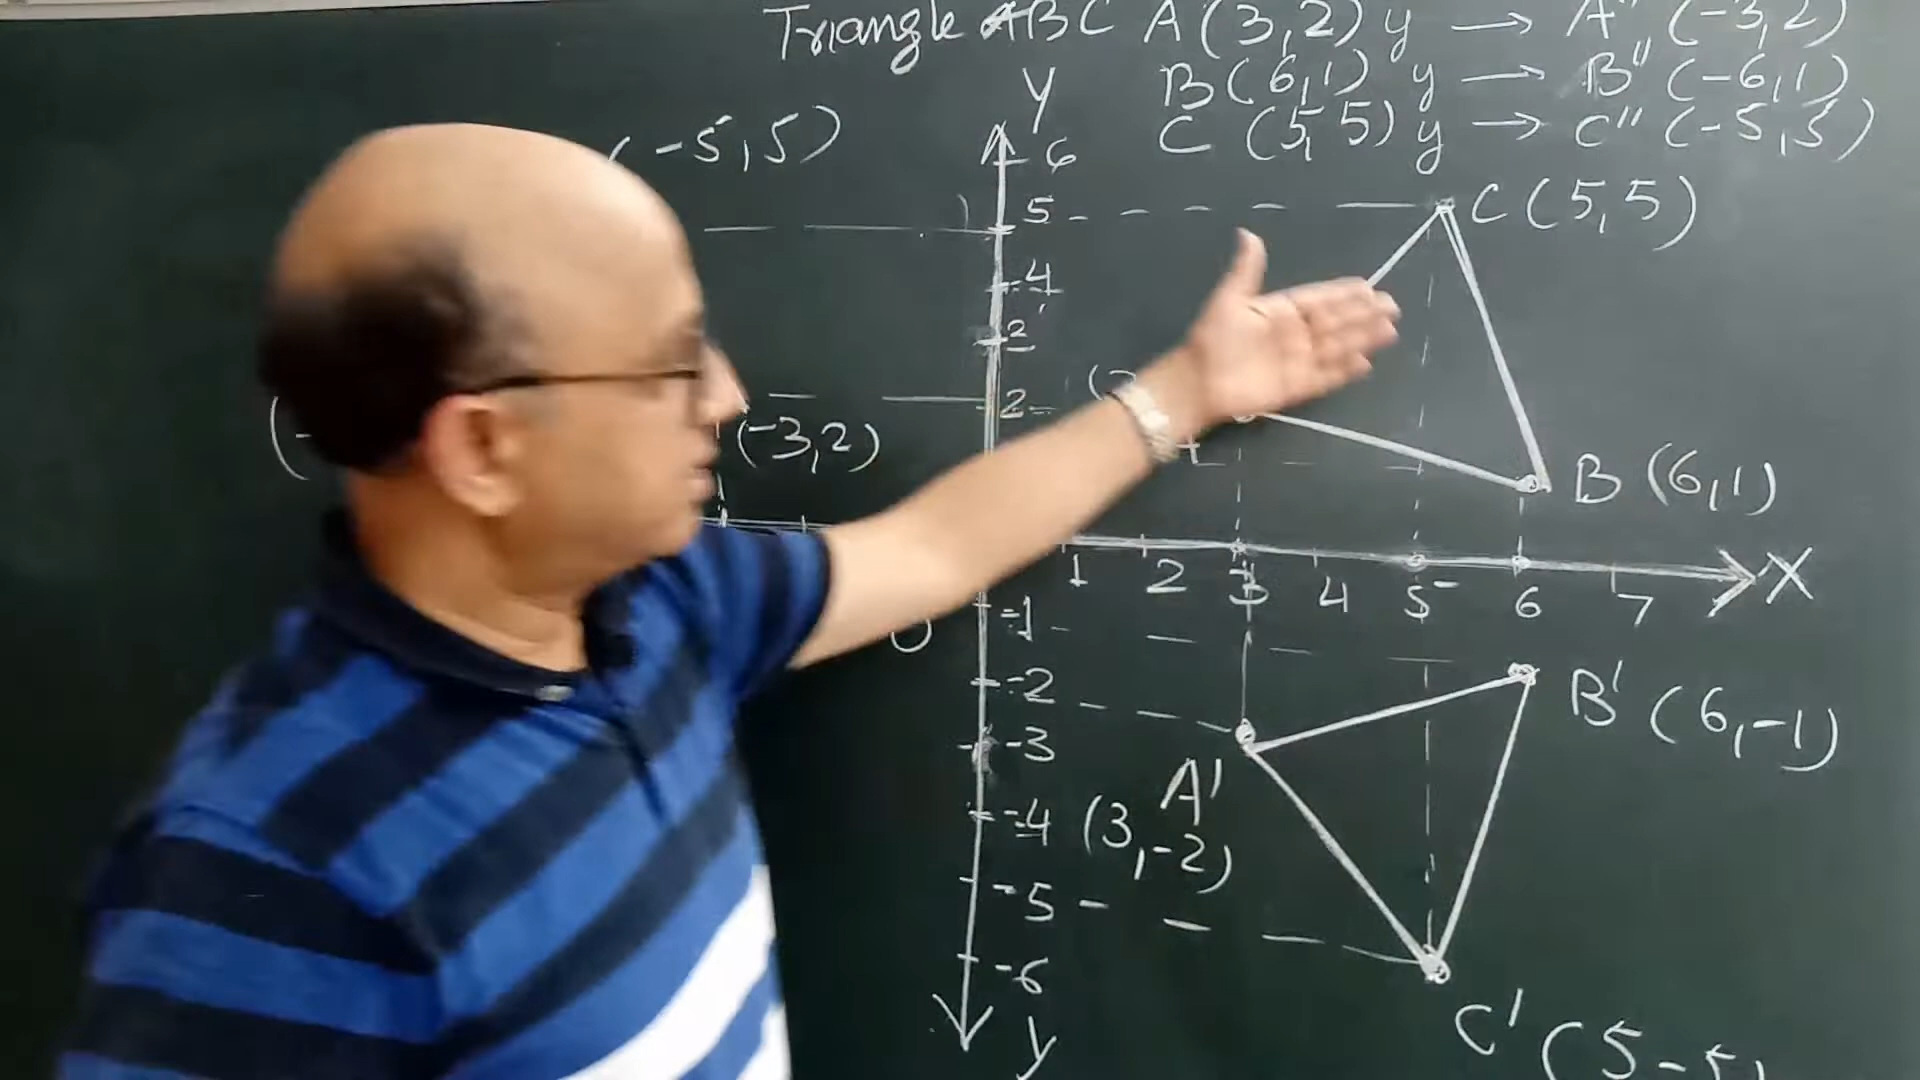 Triangle ABC A (3,2) y → A" (-3,2)
B (6,1) y → B" (-6,1)
C (5,5) y → C" (-5,5)
Y
(-5,5)
6
5
C (5,5)
4
2
2
(-3,2)
B (6,1)
X
1 2 3 4 5 6 7
-1
-2
-3
-4
-5
-6
B' (6,-1)
A'
(3,-2)
C' (5-5)
y